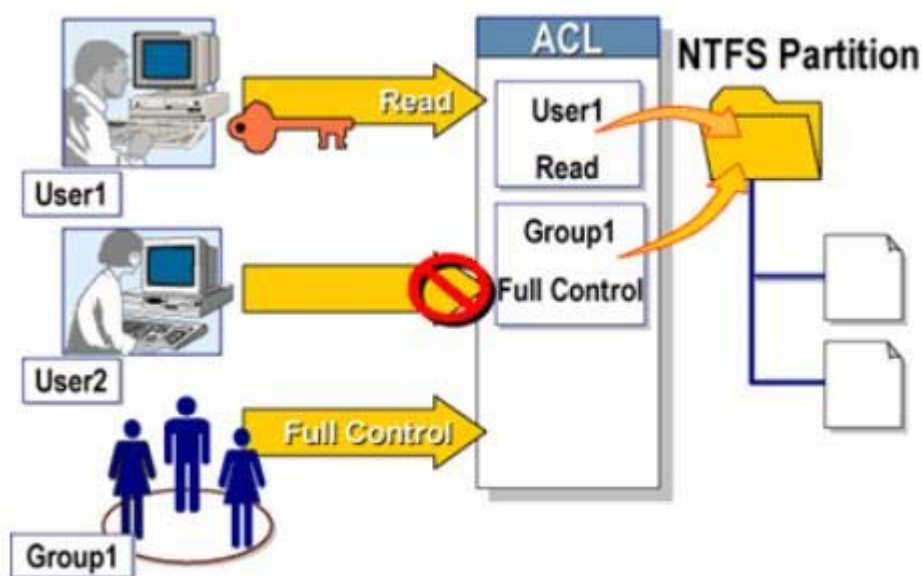 ACL
NTFS Partition
Read
User1
Read
User1
Group1
Full Control
User2
Full Control
Group1